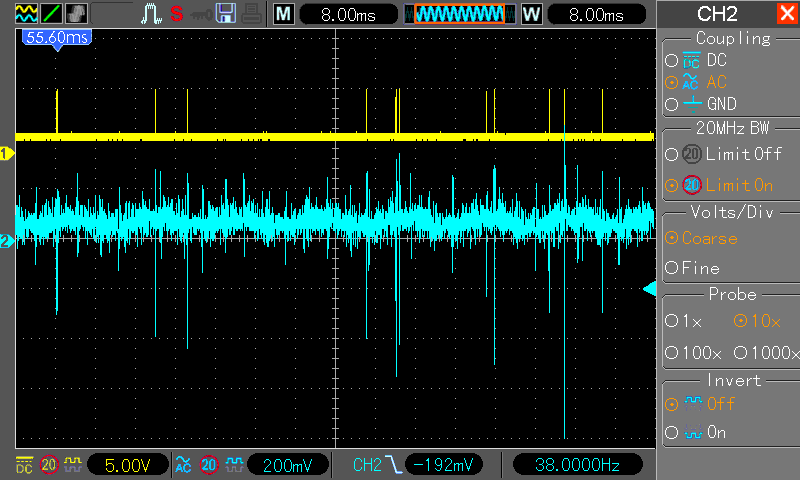 S M 8.00ms W 8.00ms CH2
55.60ms
Coupling
DC
AC
GND
20MHz BW
20 Limit Off
20 Limit On
Volts/Div
Coarse
Fine
Probe
1x 10x
100x 1000x
Invert
Off
On
1
2
DC 20 5.00V AC 20 200mV CH2 -192mV 38.0000Hz